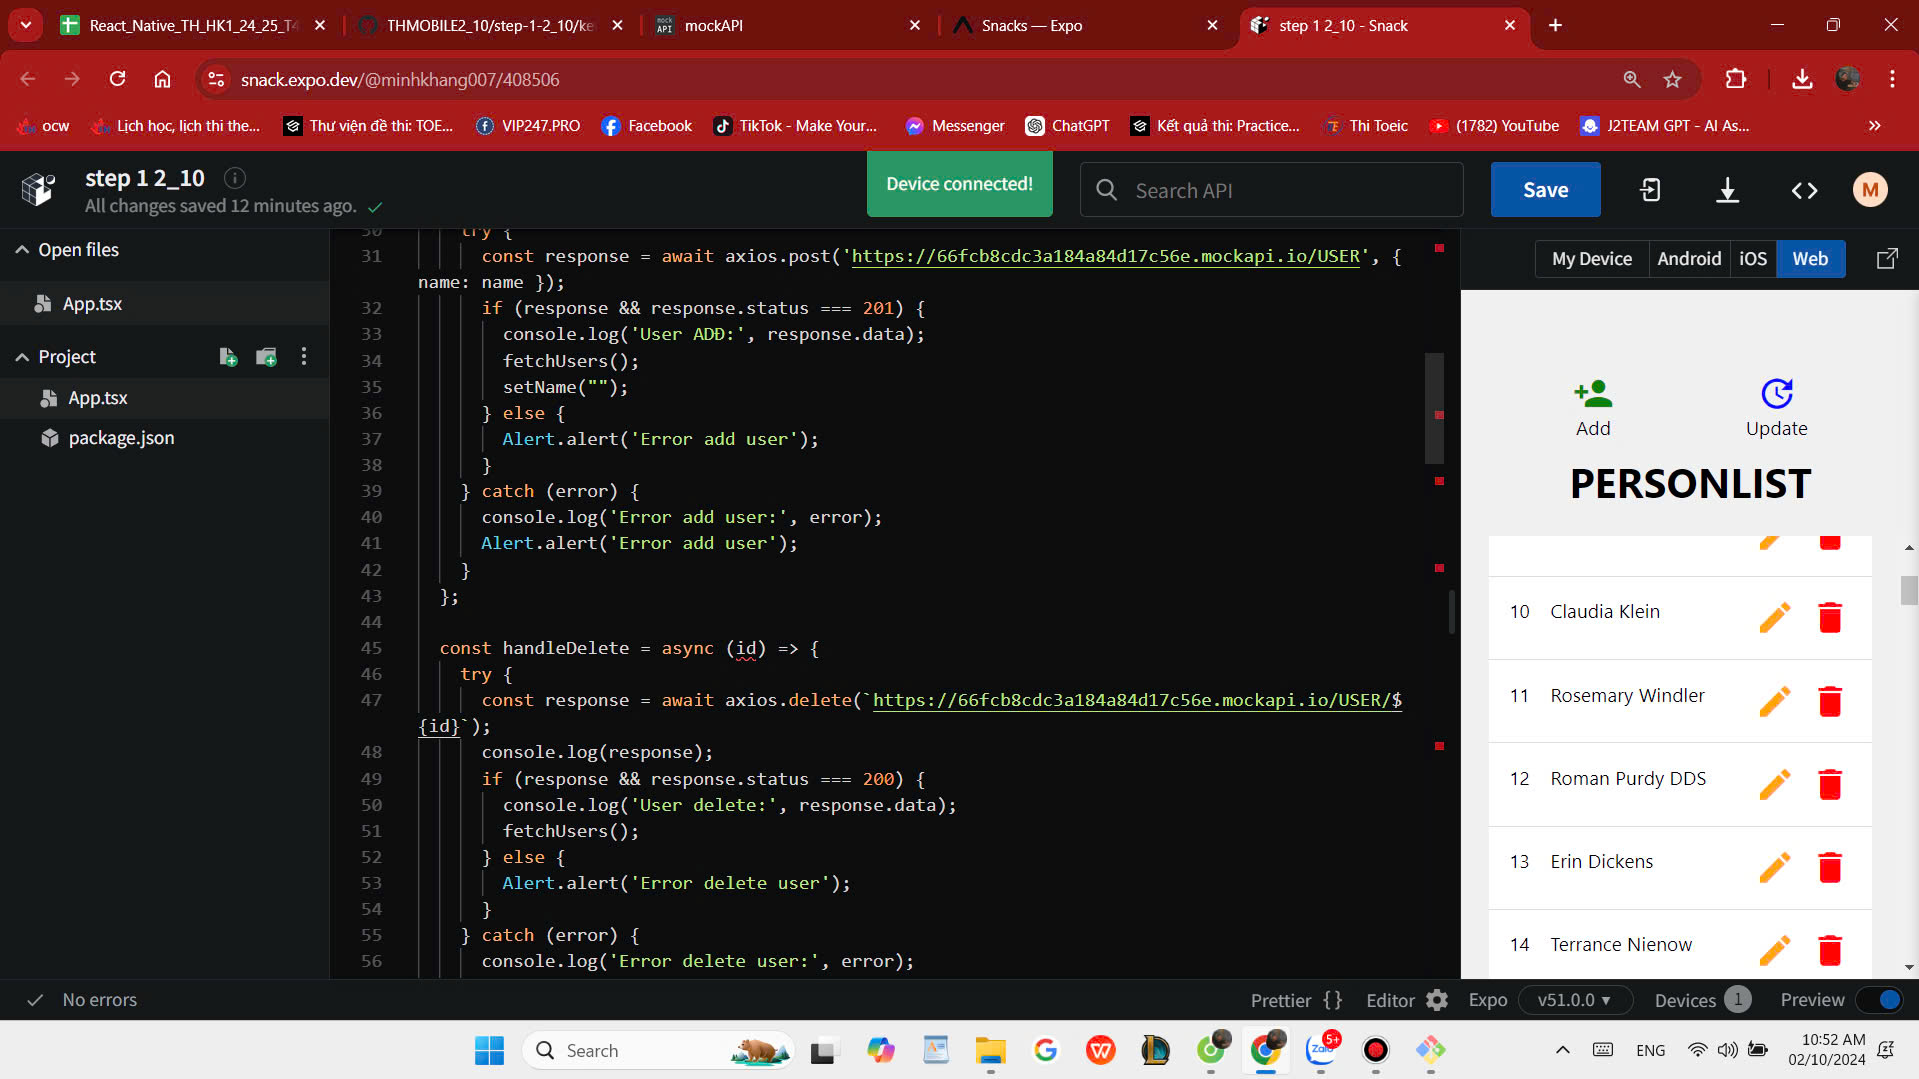 React_Native_TH_HK1_24_25_T4
THMOBILE2_10/step-1-2_10/ke
mock API
mockAPI
Snacks — Expo
step 1 2_10 - Snack
snack.expo.dev/@minhkhang007/408506
ocw
Lịch học, lịch thi the...
Thư viện đề thi: TOE...
VIP247.PRO
Facebook
TikTok - Make Your...
Messenger
ChatGPT
Kết quả thi: Practice...
Thi Toeic
(1782) YouTube
J2TEAM GPT - AI As...
step 1 2_10
All changes saved 12 minutes ago.
Device connected!
Search API
Save
M
Open files
App.tsx
Project
App.tsx
package.json
30 try {
31 const response = await axios.post('https://66fcb8cdc3a184a84d17c56e.mockapi.io/USER', {
name: name });
32 if (response && response.status === 201) {
33 console.log('User ADD:', response.data);
34 fetchUsers();
35 setName("");
36 } else {
37 Alert.alert('Error add user');
38 }
39 } catch (error) {
40 console.log('Error add user:', error);
41 Alert.alert('Error add user');
42 }
43 };
44
45 const handleDelete = async (id) => {
46 try {
47 const response = await axios.delete(`https://66fcb8cdc3a184a84d17c56e.mockapi.io/USER/$
{id}`);
48 console.log(response);
49 if (response && response.status === 200) {
50 console.log('User delete:', response.data);
51 fetchUsers();
52 } else {
53 Alert.alert('Error delete user');
54 }
55 } catch (error) {
56 console.log('Error delete user:', error);
My Device
Android
iOS
Web
Add
Update
PERSONLIST
10 Claudia Klein
11 Rosemary Windler
12 Roman Purdy DDS
13 Erin Dickens
14 Terrance Nienow
No errors
Prettier {}
Editor
Expo
v51.0.0
Devices 1
Preview
Search
Zalo
5+
ENG
10:52 AM
02/10/2024